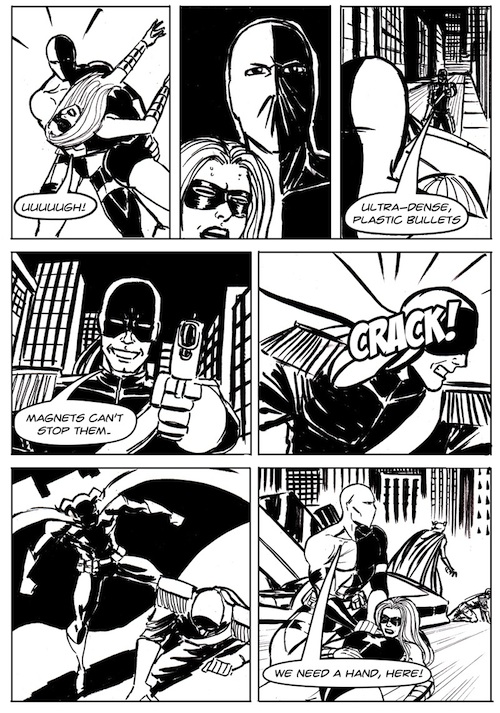 UUUUUGH!
ULTRA-DENSE,
PLASTIC BULLETS
MAGNETS CAN'T
STOP THEM..
CRACK!
WE NEED A HAND, HERE!